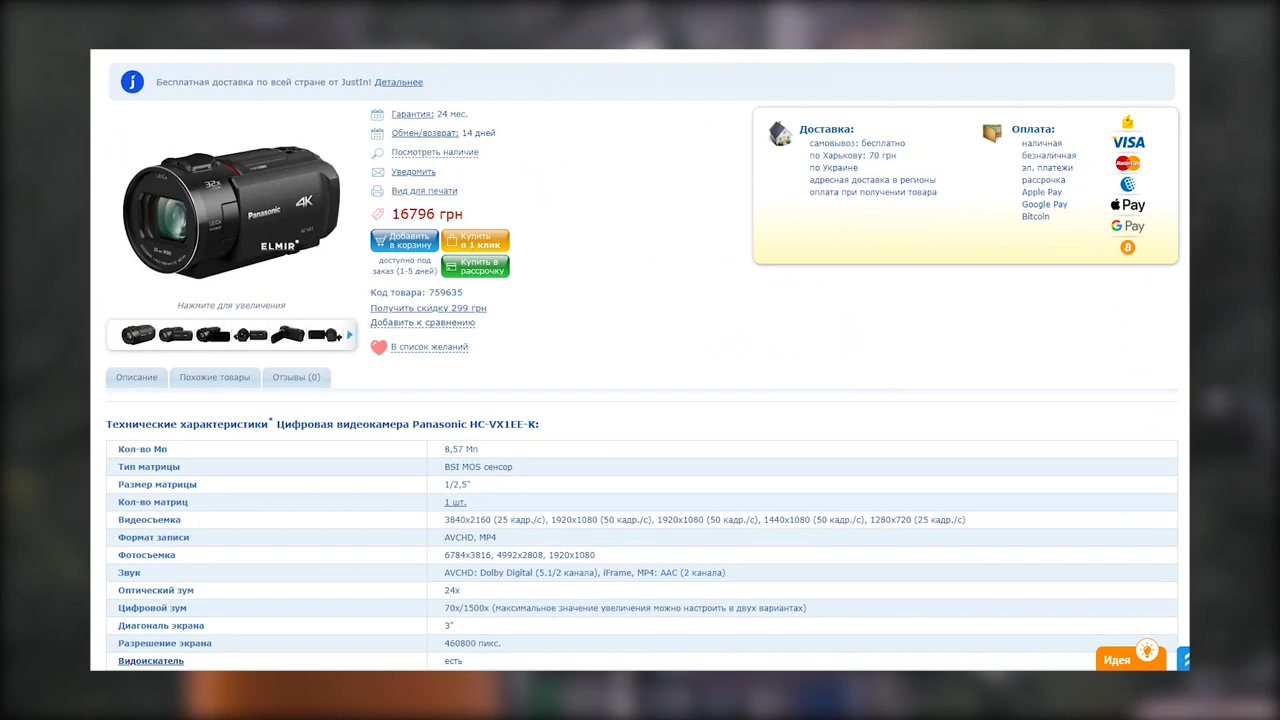 j
Бесплатная доставка по всей стране от JustIn! Детальнее
LEICA
32x
Panasonic
4K
ELMIR
Нажмите для увеличения
Гарантия: 24 мес.
Обмен/возврат: 14 дней
Посмотреть наличие
Уведомить
Вид для печати
16796 грн
Добавить
в корзину
Купить
в 1 клик
доступно под
заказ (1-5 дней)
Купить в
рассрочку
Код товара: 759635
Получить скидку 299 грн
Добавить к сравнению
В список желаний
Доставка:
самовывоз: бесплатно
по Харькову: 70 грн
по Украине
адресная доставка в регионы
оплата при получении товара
Оплата:
наличная
безналичная
эл. платежи
рассрочка
Apple Pay
Google Pay
Bitcoin
VISA
MasterCard
Pay
G Pay
Описание
Похожие товары
Отзывы (0)
Технические характеристики* Цифровая видеокамера Panasonic HC-VX1EE-K:
Кол-во Мп 8,57 Мп
Тип матрицы BSI MOS сенсор
Размер матрицы 1/2,5"
Кол-во матриц 1 шт.
Видеосъемка 3840x2160 (25 кадр./с), 1920x1080 (50 кадр./с), 1920x1080 (50 кадр./с), 1440x1080 (50 кадр./с), 1280x720 (25 кадр./с)
Формат записи AVCHD, MP4
Фотосъемка 6784x3816, 4992x2808, 1920x1080
Звук AVCHD: Dolby Digital (5.1/2 канала), iFrame, MP4: AAC (2 канала)
Оптический зум 24x
Цифровой зум 70x/1500x (максимальное значение увеличения можно настроить в двух вариантах)
Диагональ экрана 3"
Разрешение экрана 460800 пикс.
Видоискатель есть
Идея